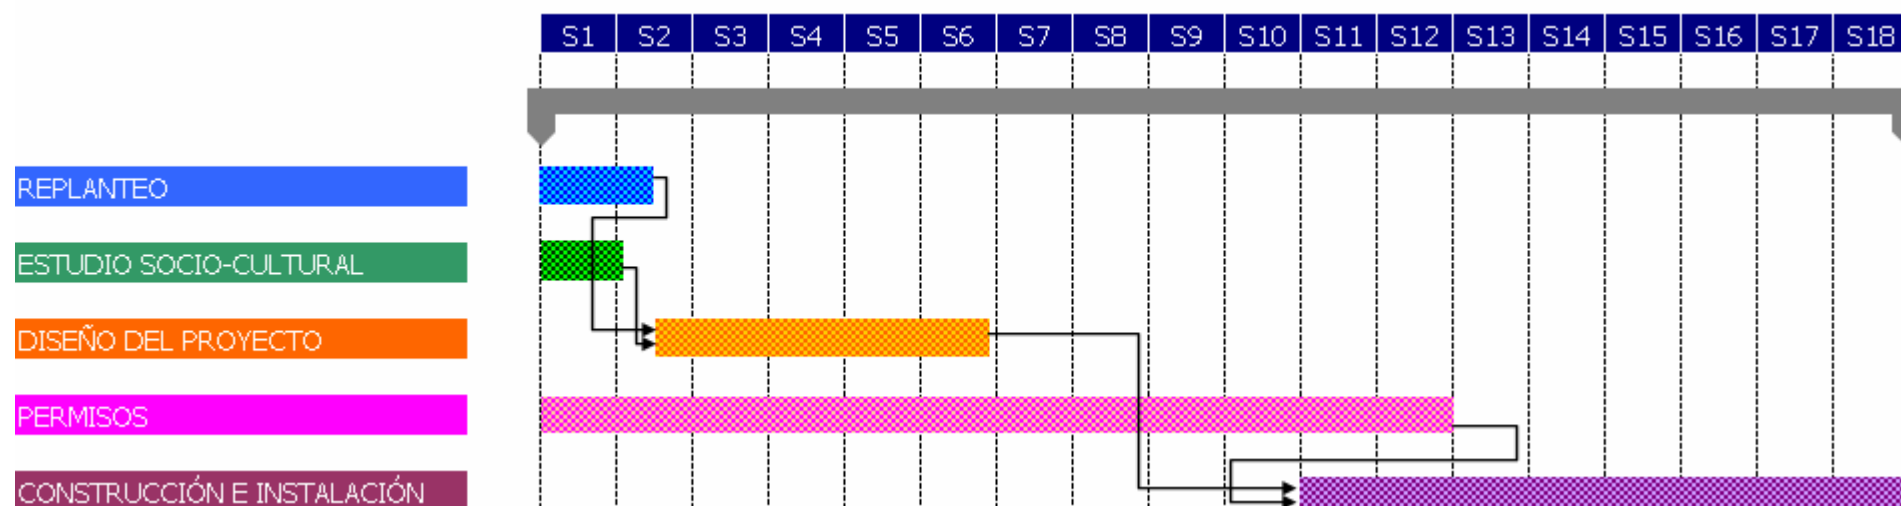 S1 S2 S3 S4 S5 S6 S7 S8 S9 S10 S11 S12 S13 S14 S15 S16 S17 S18
REPLANTEO
ESTUDIO SOCIO-CULTURAL
DISEÑO DEL PROYECTO
PERMISOS
CONSTRUCCIÓN E INSTALACIÓN